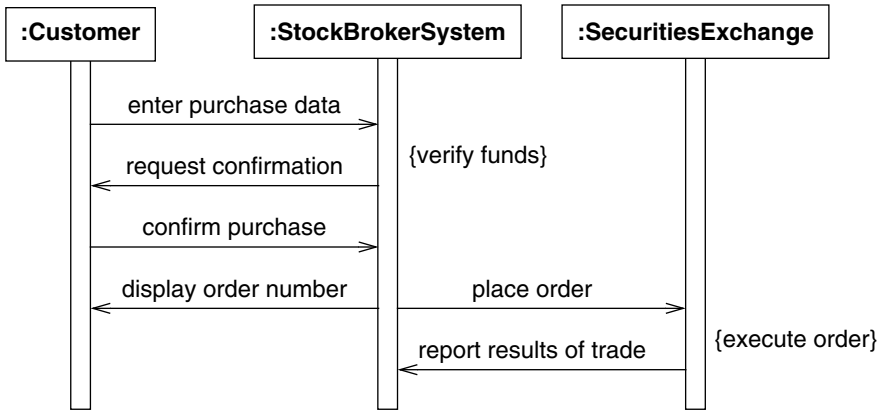 :Customer
:StockBrokerSystem
:SecuritiesExchange
enter purchase data
{verify funds}
request confirmation
confirm purchase
display order number
place order
{execute order}
report results of trade